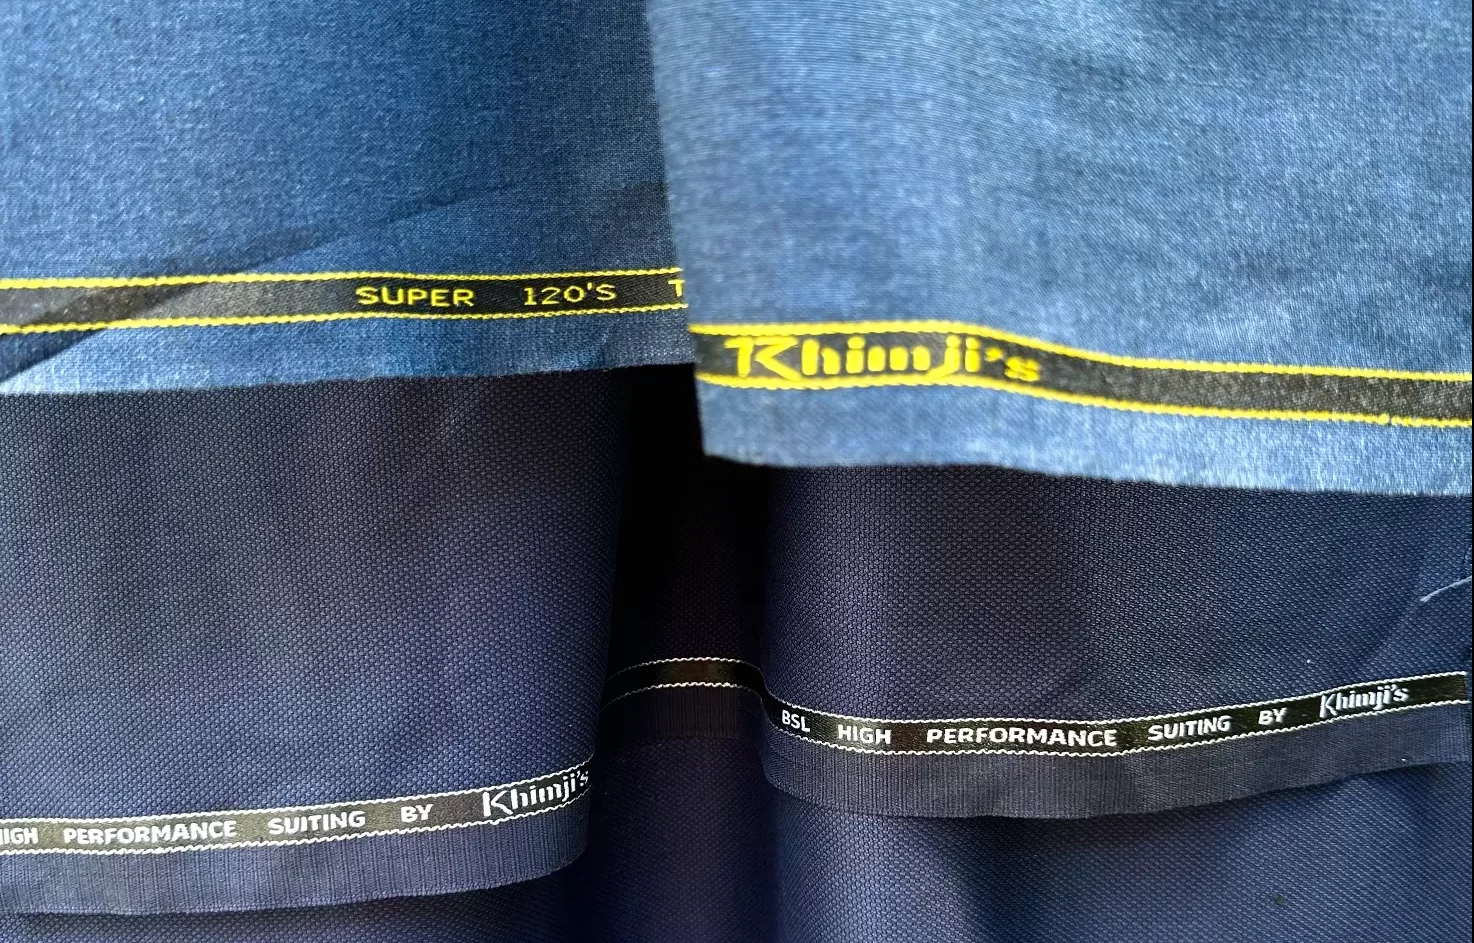 SUPER 120'S T
Khimji's
BSL HIGH PERFORMANCE SUITING BY Khimji's
HIGH PERFORMANCE SUITING BY Khimji's